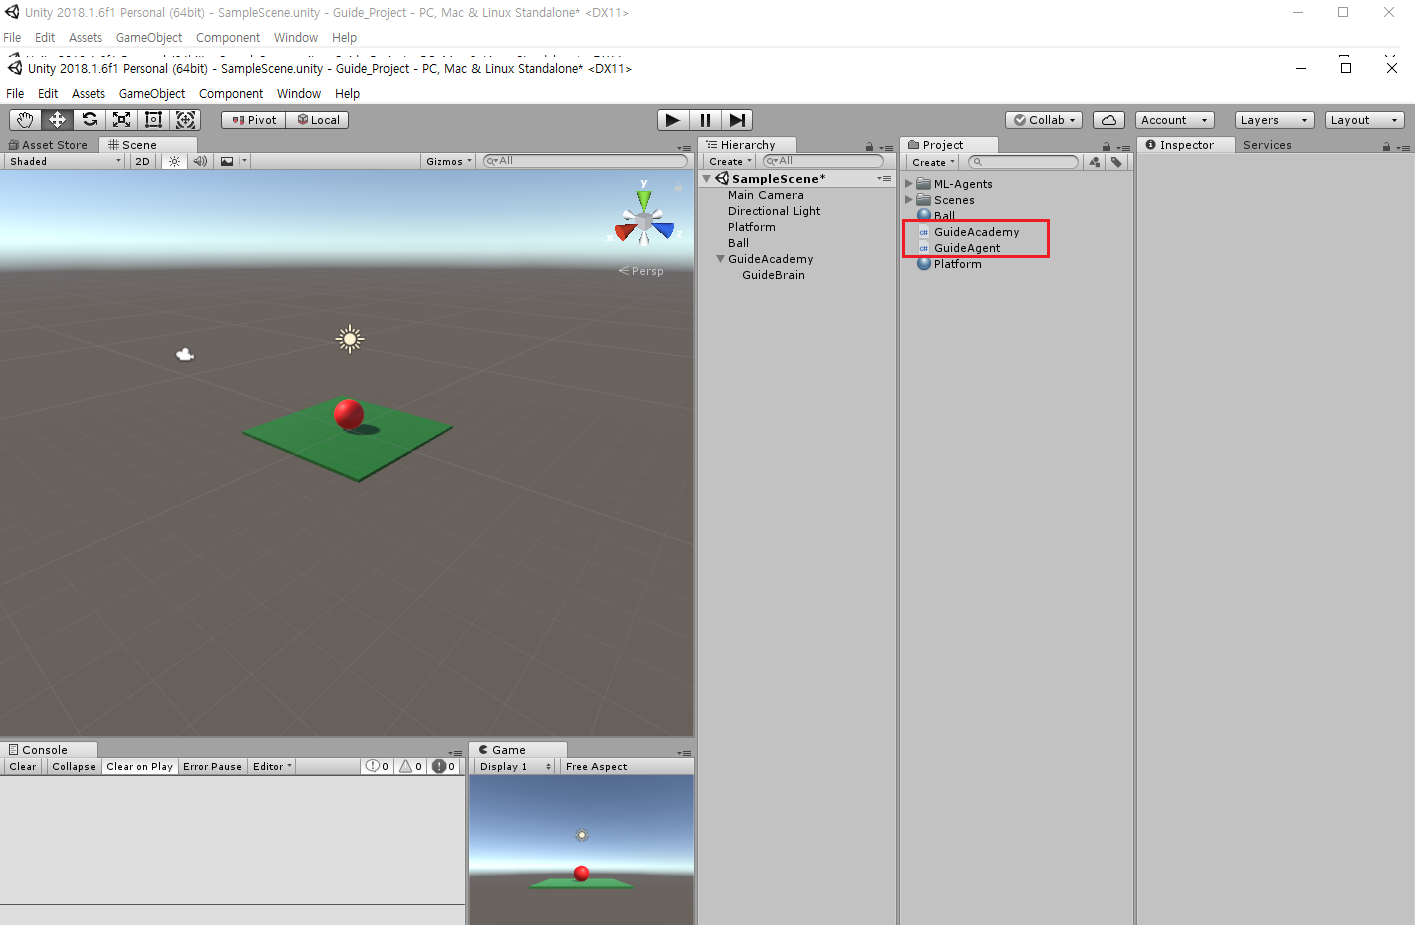 Unity 2018.1.6f1 Personal (64bit) - SampleScene.unity - Guide_Project - PC, Mac & Linux Standalone* <DX11>
File Edit Assets GameObject Component Window Help
Unity 2018.1.6f1 Personal (64bit) - SampleScene.unity - Guide_Project - PC, Mac & Linux Standalone* <DX11>
File Edit Assets GameObject Component Window Help
Pivot Local Collab Account Layers Layout
Asset Store Scene
Shaded 2D Gizmos All
y
x z
Persp
Hierarchy
Create All
SampleScene*
Main Camera
Directional Light
Platform
Ball
GuideAcademy
GuideBrain
Project
Create
ML-Agents
Scenes
Ball
GuideAcademy
GuideAgent
Platform
Inspector Services
Console
Clear Collapse Clear on Play Error Pause Editor 0 0 0
Game
Display 1 Free Aspect